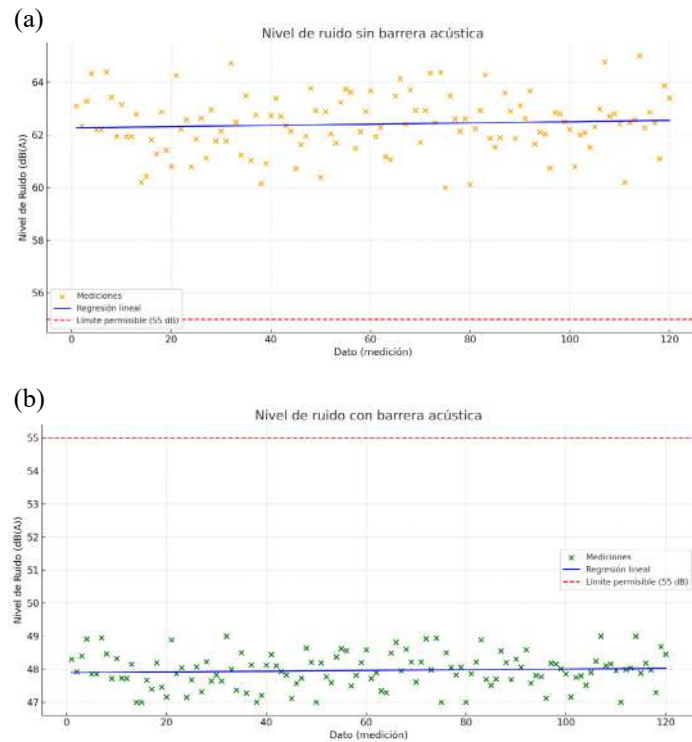 (a)
Nivel de ruido sin barrera acústica
Nivel de Ruido (dB(A))
64
62
60
58
56
Mediciones
Regresión lineal
Límite permisible (55 dB)
0 20 40 60 80 100 120
Dato (medición)
(b)
Nivel de ruido con barrera acústica
Nivel de Ruido (dB(A))
55
54
53
52
51
50
49
48
47
Mediciones
Regresión lineal
Límite permisible (55 dB)
0 20 40 60 80 100 120
Dato (medición)